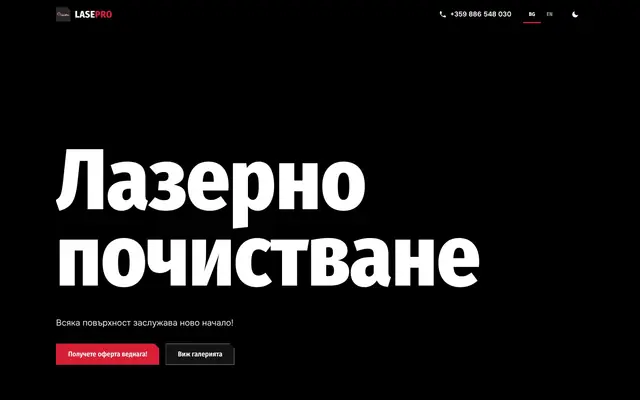 LASEPRO
+359 886 548 030
BG
EN
Лазерно
почистване
Всяка повърхност заслужава ново начало!
Получете оферта веднага!
Виж галерията